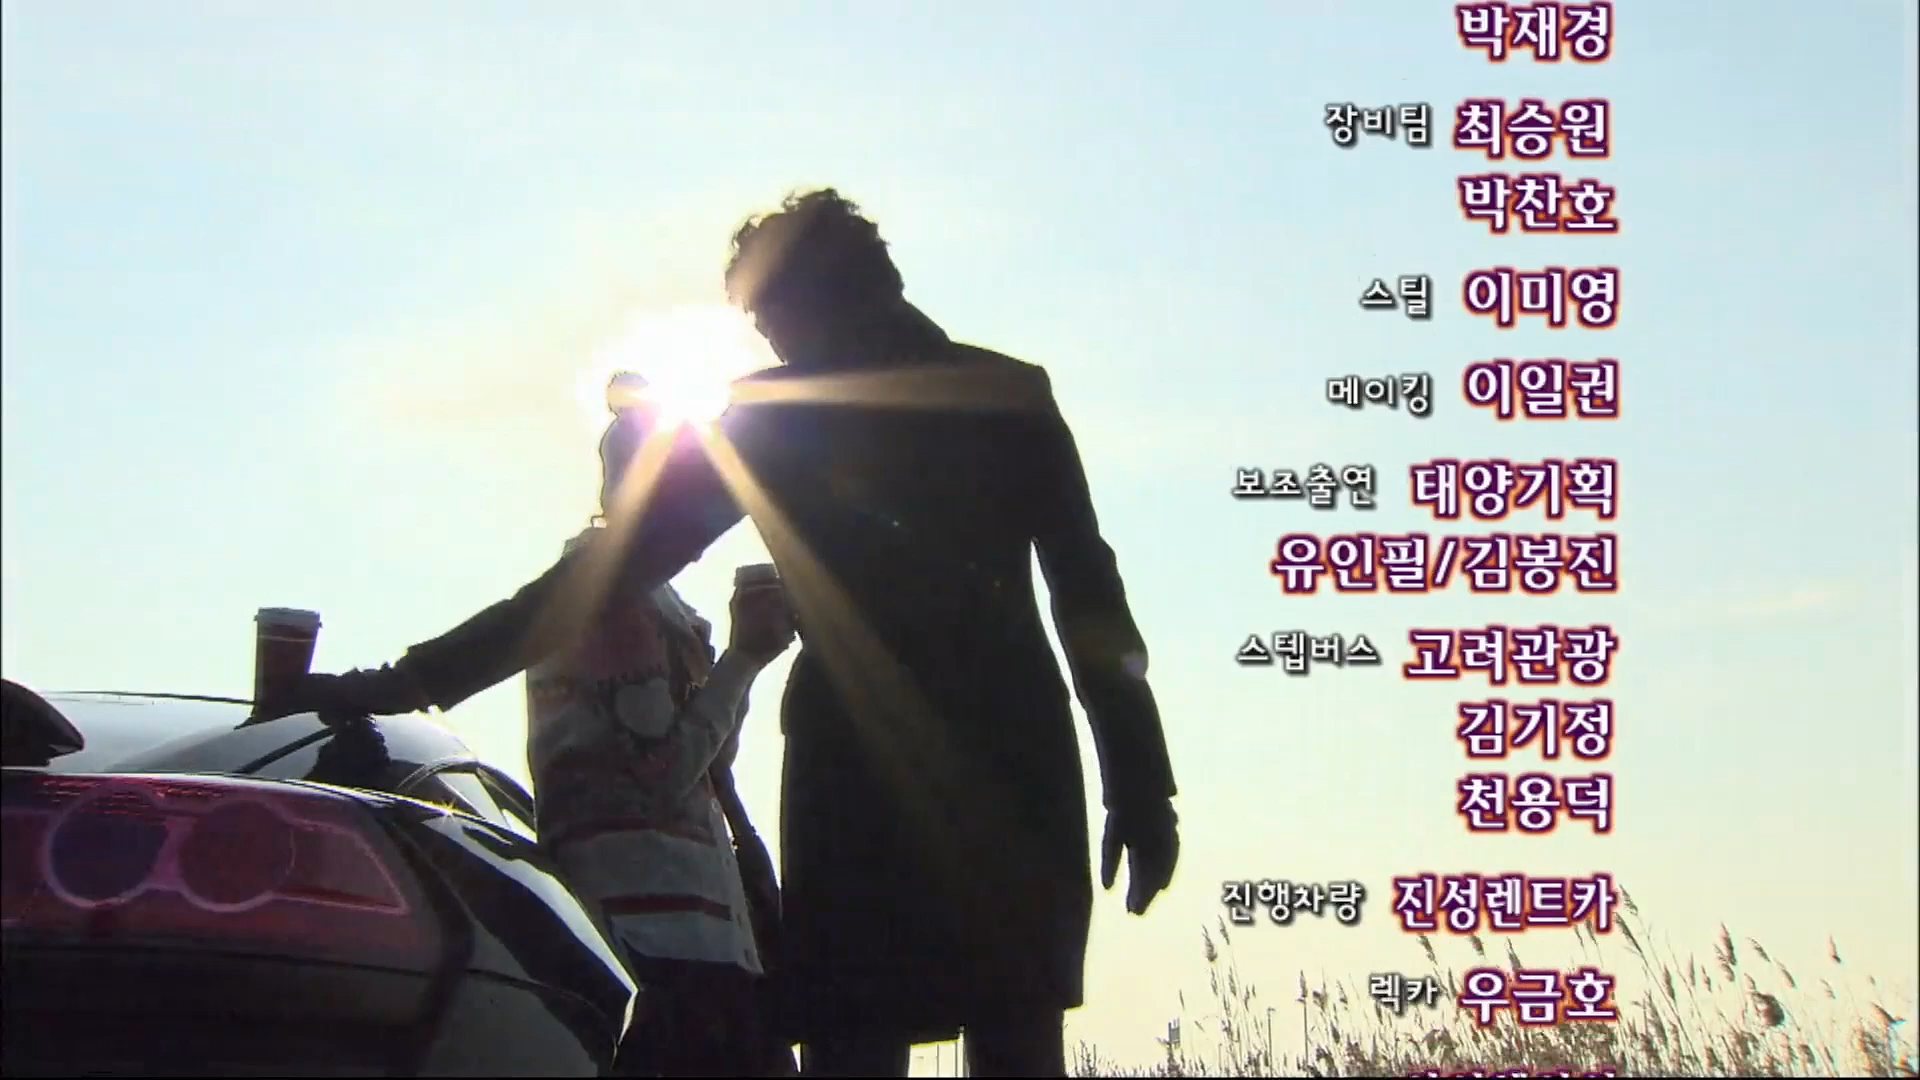 박재경
장비팀 최승원
박찬호
스틸 이미영
메이킹 이일권
보조출연 태양기획
유인필/김봉진
스텝버스 고려관광
김기정
천용덕
진행차량 진성렌트카
렉카 우금호